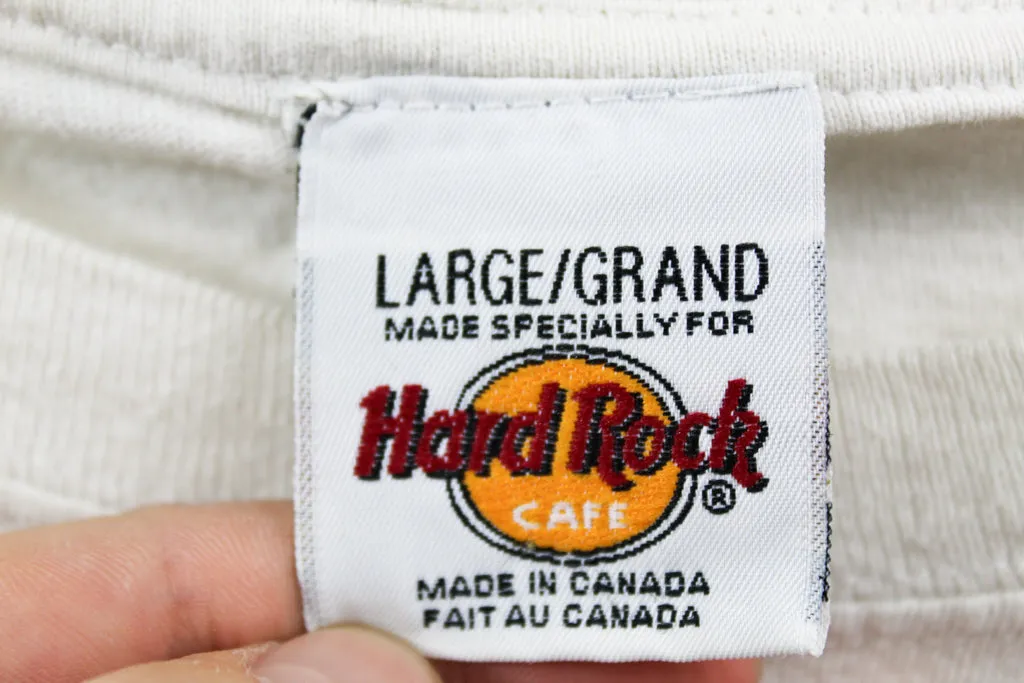 LARGE/GRAND
MADE SPECIALLY FOR
Hard Rock
®
CAFE
MADE IN CANADA
FAIT AU CANADA